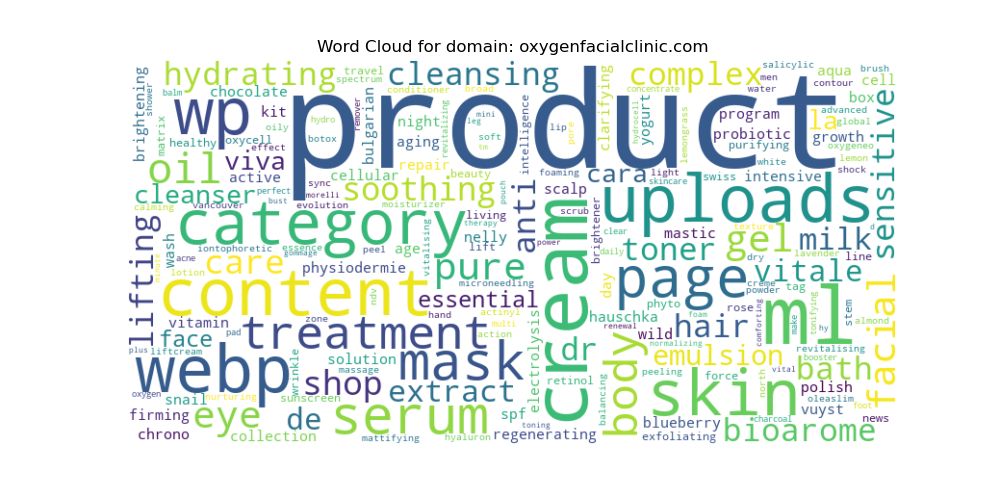 Word Cloud for domain: oxygenfacialclinic.com
product
wp
hydrating
cleansing
complex
travel
spectrum
chocolate
conditioner
broad
salicylic
men
water
brush
aqua
cell
contour
concentrate
brightening
shower
balm
kit
night
hydro
mini
leg
lip
pure
clarifying
yogurt
program
probiotic
purifying
la
box
advanced
global
growth
oxygeneo
matrix
oily
healthy
oxycell
botox
remover
bulgarian
aging
revitalizing
soft
tm
intelligence
hydrocell
lemongrass
white
lemon
sensitive
oil
viva
effect
active
repair
beauty
foaming
cara
light
skincare
swiss
intensive
shock
cleanser
perfect
bust
sync
morelli
cellular
soothing
moisturizer
pouch
anti
scalp
scrub
uploads
calming
vancouver
evolution
category
living
therapy
nelly
lift
vitalising
brightener
clear
daily
mastic
toner
texture
gel
lavender
milk
line
a
lifting
wash
iontophoretic
essence
gommage
peel
age
power
acne
care
physiodermie
pure
microneedling
cream
day
page
dry
creme
powder
vitale
lotion
minute
content
ndv
essential
hand
actinyl
multi
action
electrolysis
hauschka
renewal
phyto
wild
foam
rose
tag
ml
tonifying
stem
almond
facial
vitamin
pad
zone
treatment
face
plus
liftcream
hair
normalizing
comforting
make
hy
revitalising
booster
webp
wrinkle
solution
massage
mask
dr
body
emulsion
peeling
force
north
vital
bath
oxygen
snail
nurturing
shop
sunscreen
extract
retinol
balancing
skin
polish
oleaslim
firming
eye
de
serum
spf
toning
blueberry
charcoal
vuyst
foot
news
chrono
collection
mattifying
hyaluron
regenerating
exfoliating
bioarome